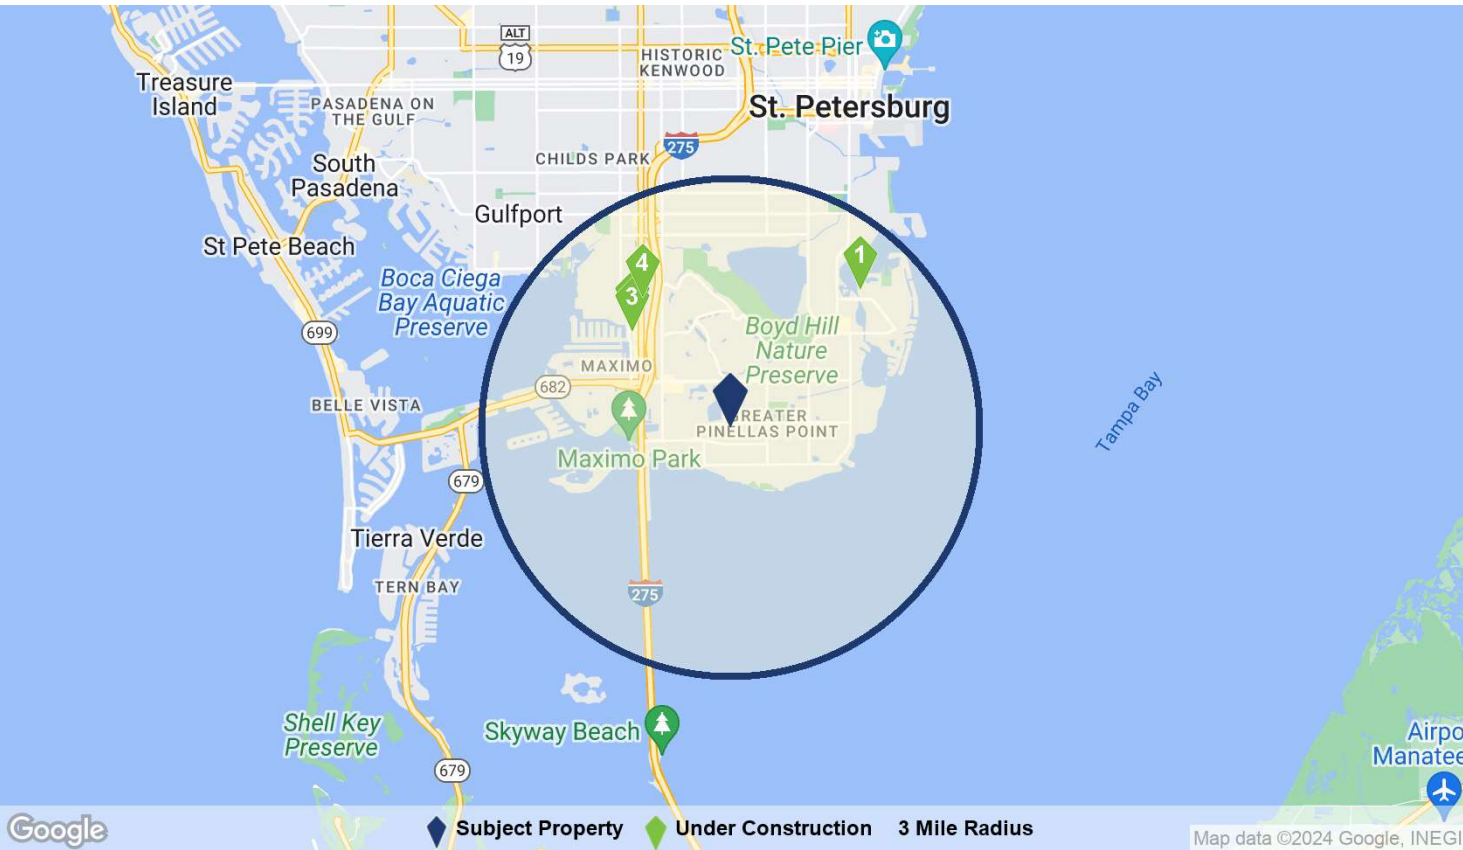 ALT
19
St. Pete Pier
HISTORIC
KENWOOD
Treasure
Island
PASADENA ON
THE GULF
St. Petersburg
275
CHILDS PARK
South
Pasadena
Gulfport
St Pete Beach
4
1
Boca Ciega
Bay Aquatic
Preserve
3
699
Boyd Hill
Nature
Preserve
MAXIMO
682
BELLE VISTA
GREATER
PINELLAS POINT
Tampa Bay
Maximo Park
679
Tierra Verde
TERN BAY
275
Shell Key
Preserve
Skyway Beach
679
Airpo
Manatee
Google
Subject Property
Under Construction
3 Mile Radius
Map data ©2024 Google, INEGI